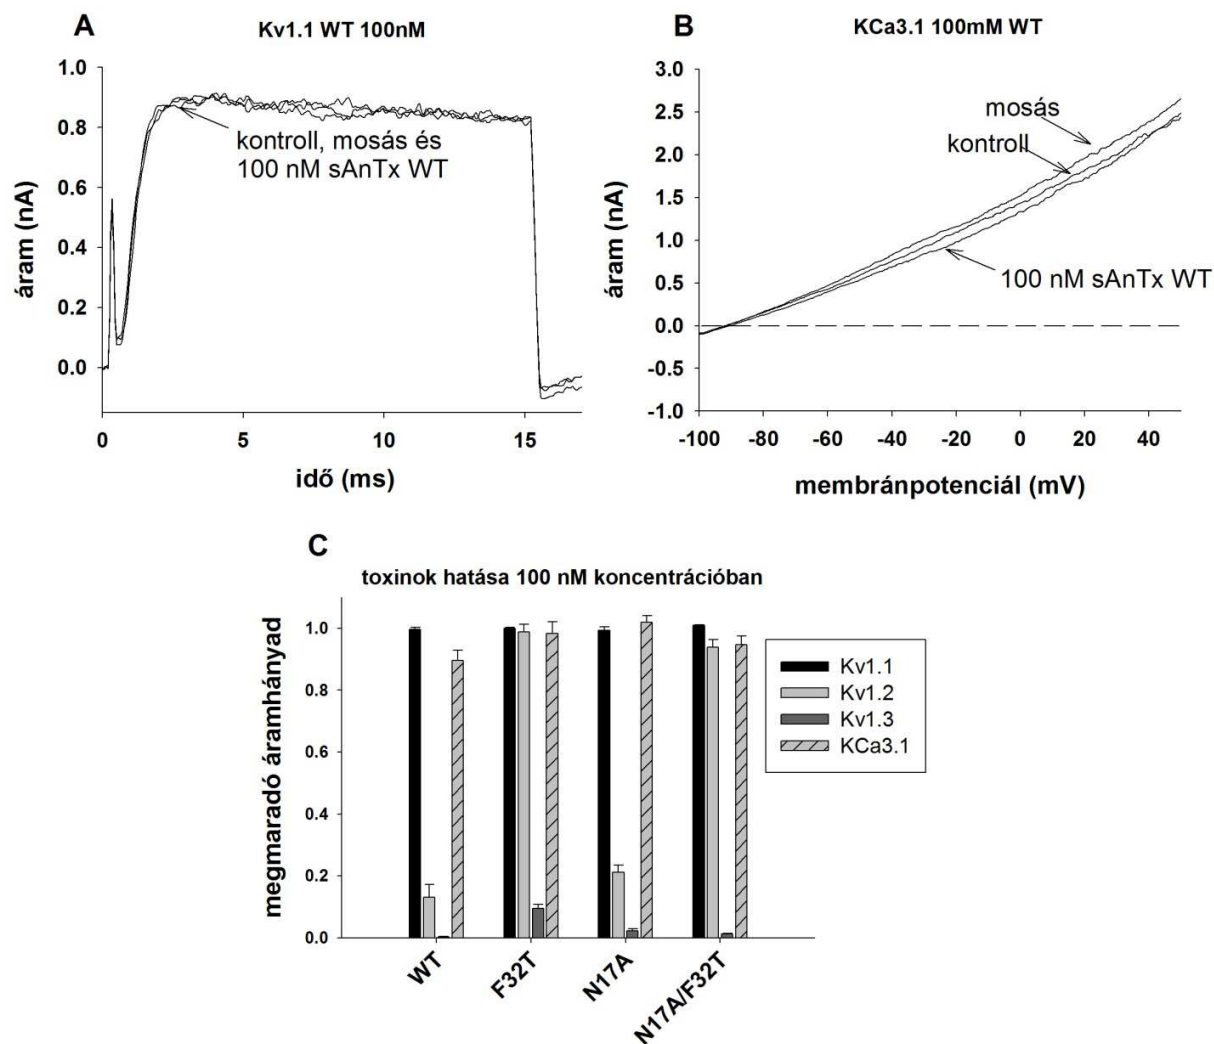 A
Kv1.1 WT 100nM
1.0
0.8
0.6
0.4
0.2
0.0
áram (nA)
kontroll, mosás és
100 nM sAnTx WT
0 5 10 15
idő (ms)
B
KCa3.1 100mM WT
3.0
2.5
2.0
1.5
1.0
0.5
0.0
-0.5
-1.0
áram (nA)
mosás
kontroll
100 nM sAnTx WT
-100 -80 -60 -40 -20 0 20 40
membránpotenciál (mV)
C
toxinok hatása 100 nM koncentrációban
1.0
0.8
0.6
0.4
0.2
0.0
megmaradó áramhányad
WT F32T N17A N17A/F32T
Kv1.1
Kv1.2
Kv1.3
KCa3.1